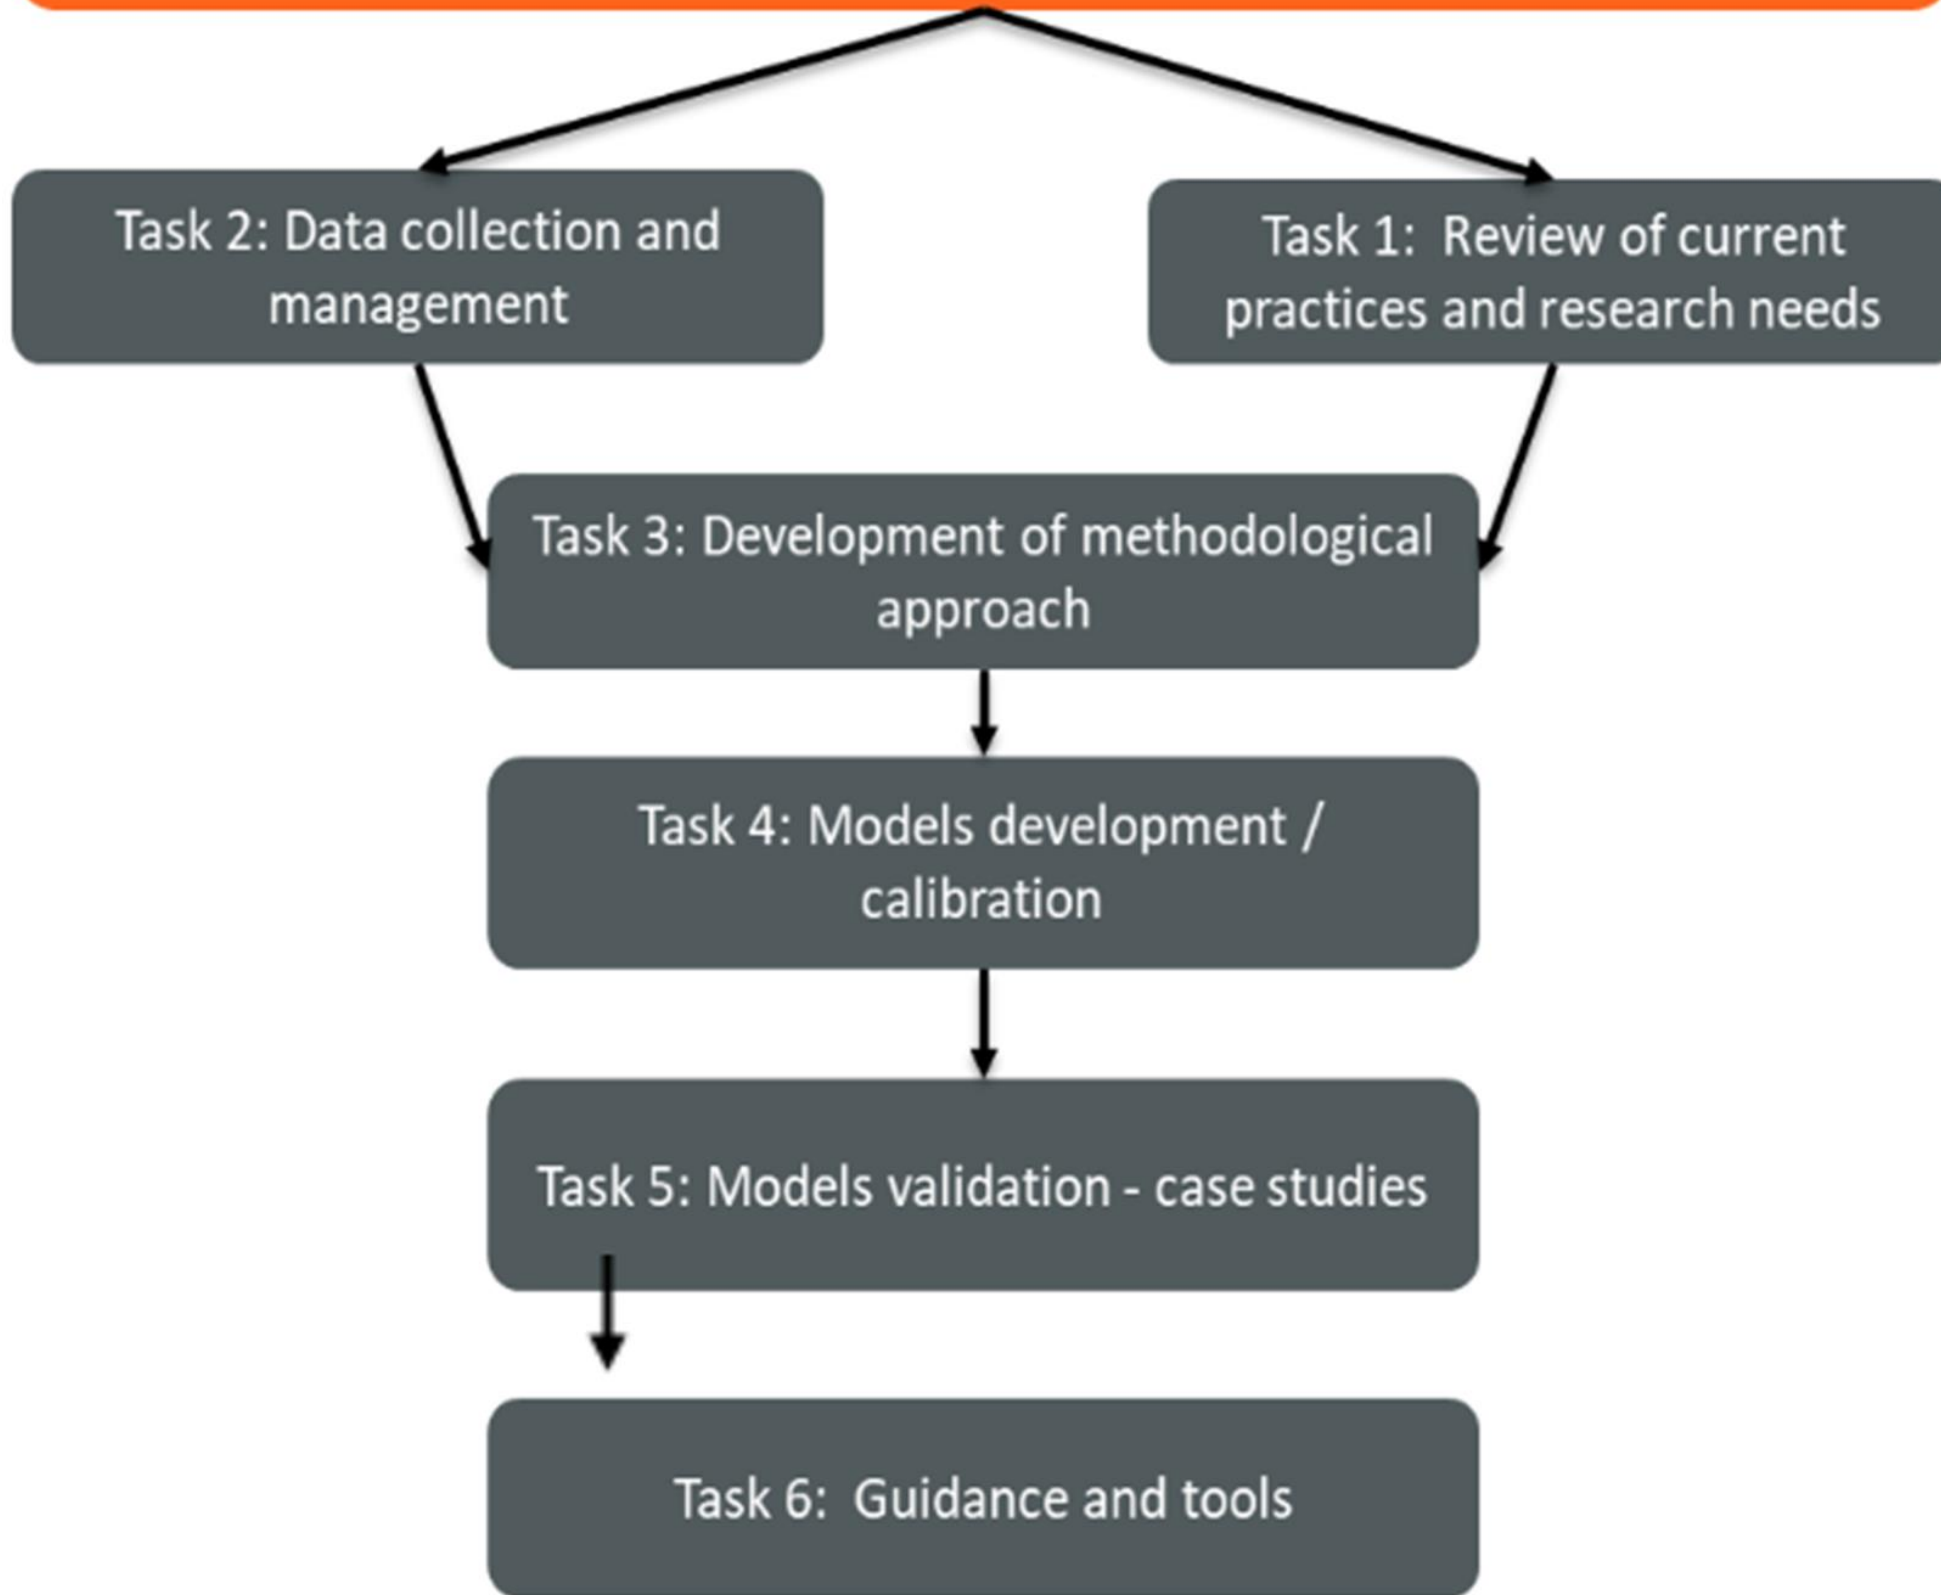 Task 2: Data collection and
management
Task 1:  Review of current
practices and research needs
Task 3: Development of methodological
approach
Task 4: Models development /
calibration
Task 5: Models validation - case studies
Task 6:  Guidance and tools